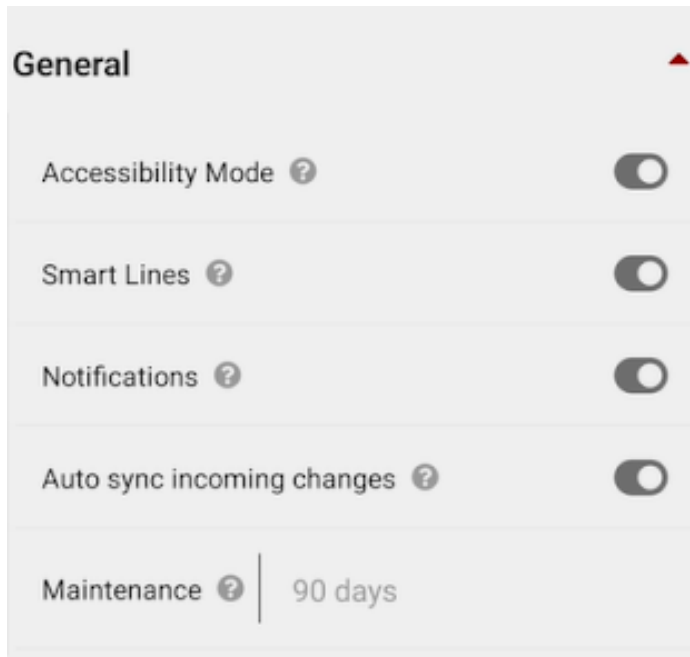 General
Accessibility Mode ?
Smart Lines ?
Notifications ?
Auto sync incoming changes ?
Maintenance ? 90 days